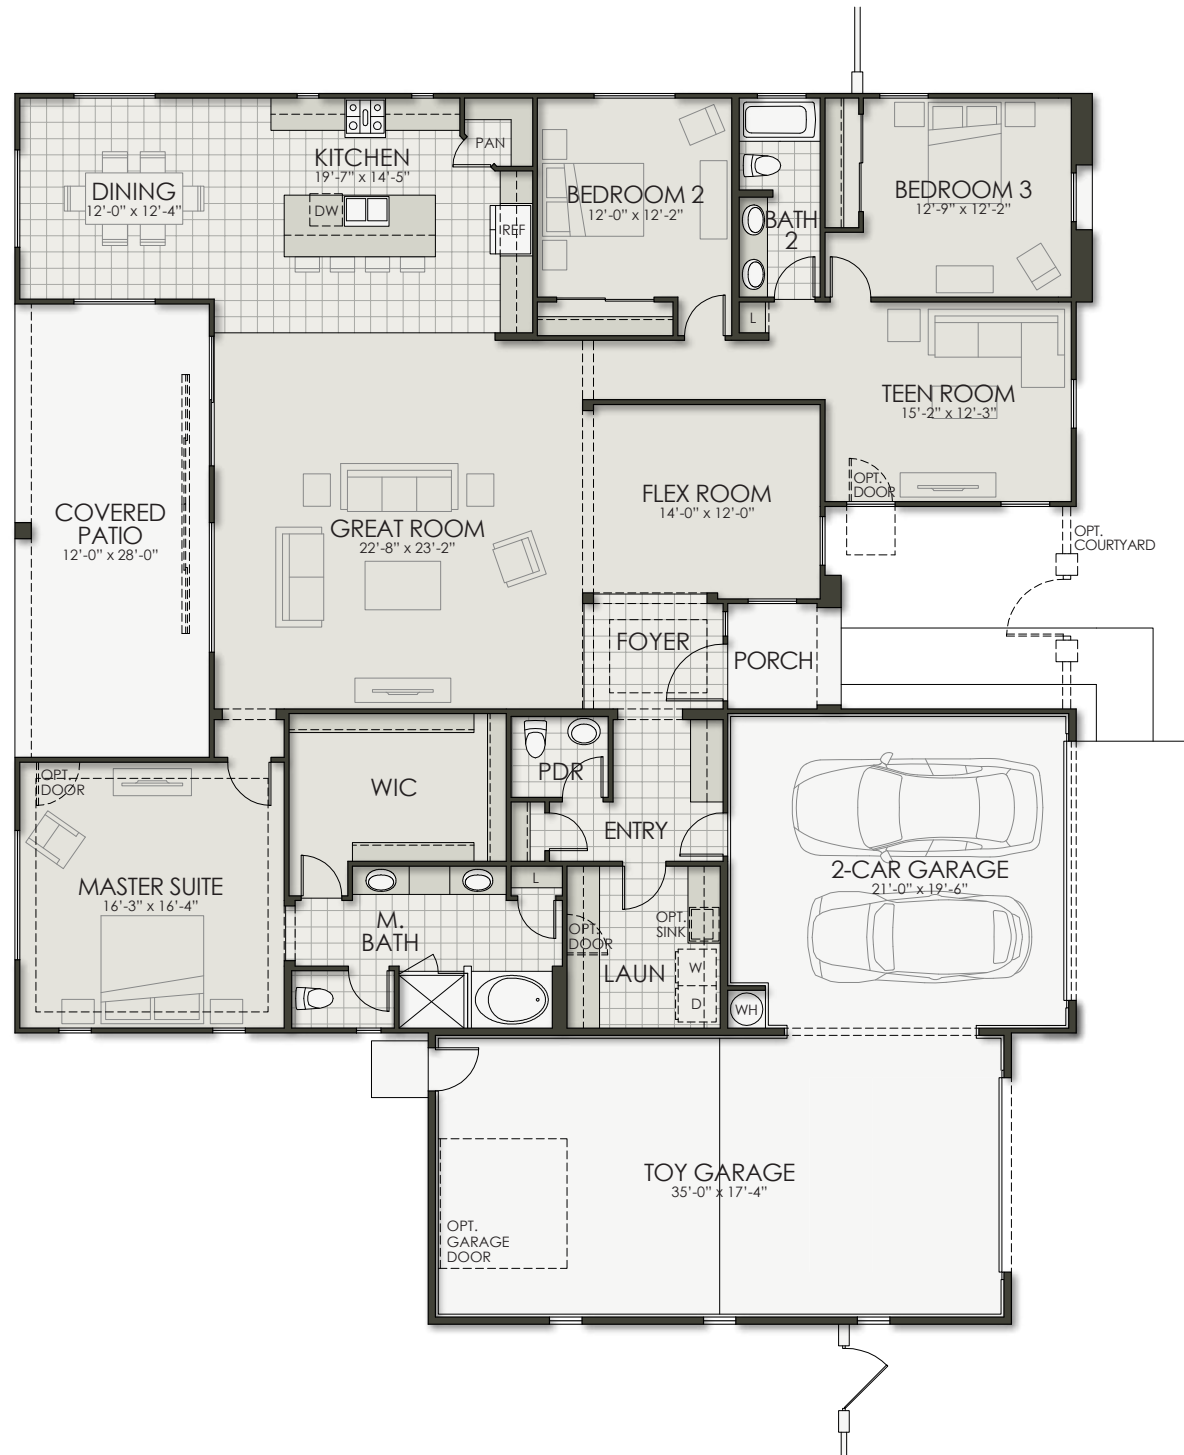 PAN
KITCHEN
19'-7" x 14'-5"
DINING
12'-0" x 12'-4"
DW
REF
BEDROOM 2
12'-0" x 12'-2"
BATH
2
BEDROOM 3
12'-9" x 12'-2"
L
TEEN ROOM
15'-2" x 12'-3"
OPT.
DOOR
FLEX ROOM
14'-0" x 12'-0"
COVERED
PATIO
12'-0" x 28'-0"
GREAT ROOM
22'-8" x 23'-2"
OPT.
COURTYARD
FOYER
PORCH
OPT.
DOOR
WIC
PDR
ENTRY
MASTER SUITE
16'-3" x 16'-4"
2-CAR GARAGE
21'-0" x 19'-6"
L
M.
BATH
OPT.
DOOR
OPT.
SINK
LAUN
W
D
WH
TOY GARAGE
35'-0" x 17'-4"
OPT.
GARAGE
DOOR